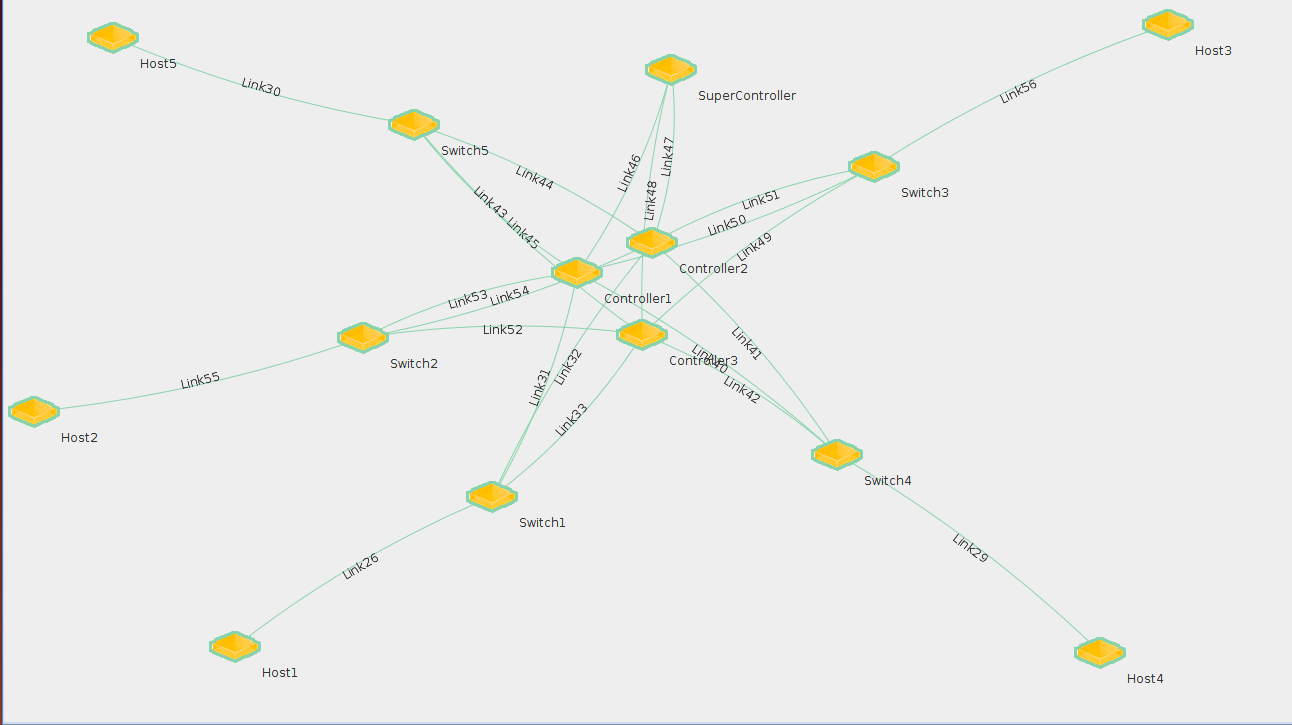 Host3
Host5
Link30
Link56
SuperController
Switch5
Link46
Link47
Link44
Link48
Switch3
Link43
Link51
Link45
Link50
Link49
Controller2
Link53
Link54
Controller1
Link52
Link41
Switch2
Link32
Controller3
Link40
Link55
Link31
Link42
Link33
Host2
Switch4
Switch1
Link29
Link26
Host1
Host4